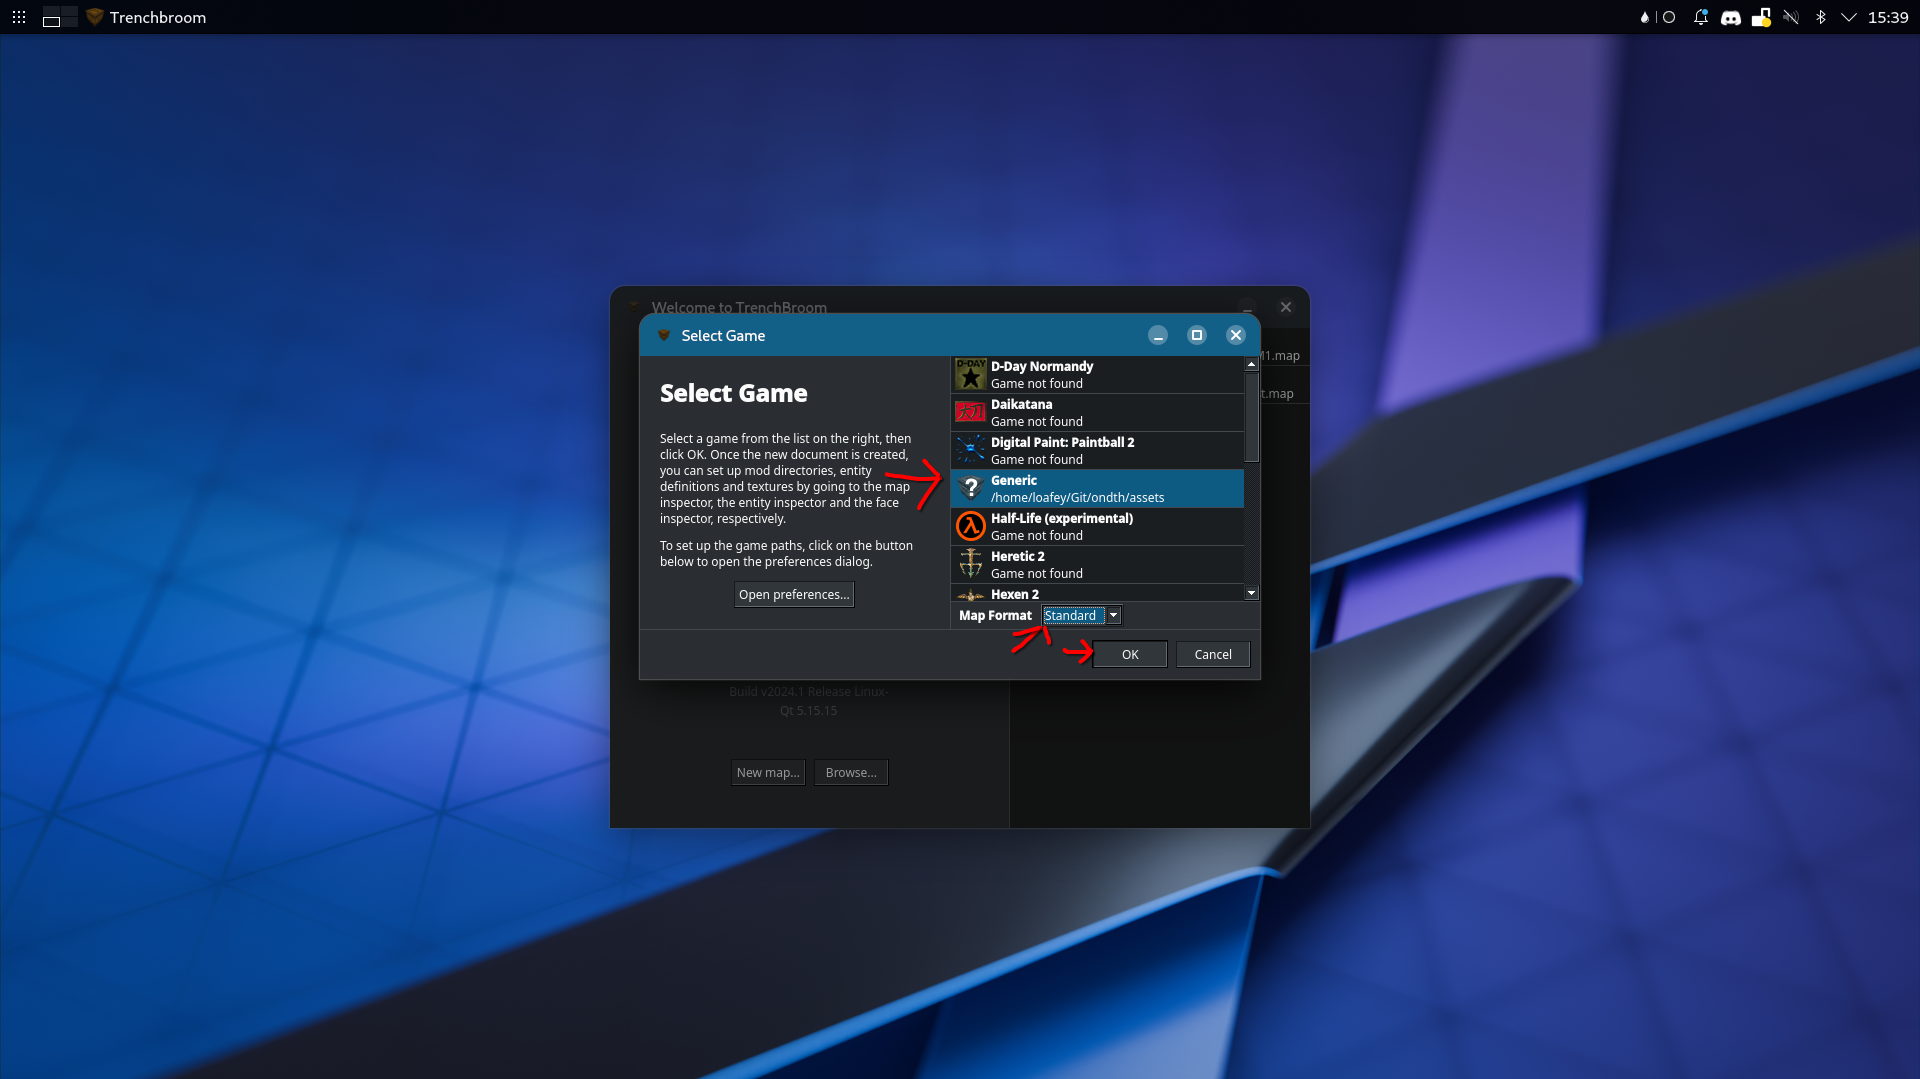 Trenchbroom
15:39
Welcome to TrenchBroom
Select Game
Select Game
Select a game from the list on the right, then
click OK. Once the new document is created,
you can set up mod directories, entity
definitions and textures by going to the map
inspector, the entity inspector and the face
inspector, respectively.
To set up the game paths, click on the button
below to open the preferences dialog.
Open preferences...
D-DAY
D-Day Normandy
Game not found
Daikatana
Game not found
Digital Paint: Paintball 2
Game not found
Generic
/home/loafey/Git/ondth/assets
Half-Life (experimental)
Game not found
Heretic 2
Game not found
Hexen 2
Map Format
Standard
OK
Cancel
M1.map
t.map
Build v2024.1 Release Linux-
Qt 5.15.15
New map...
Browse...